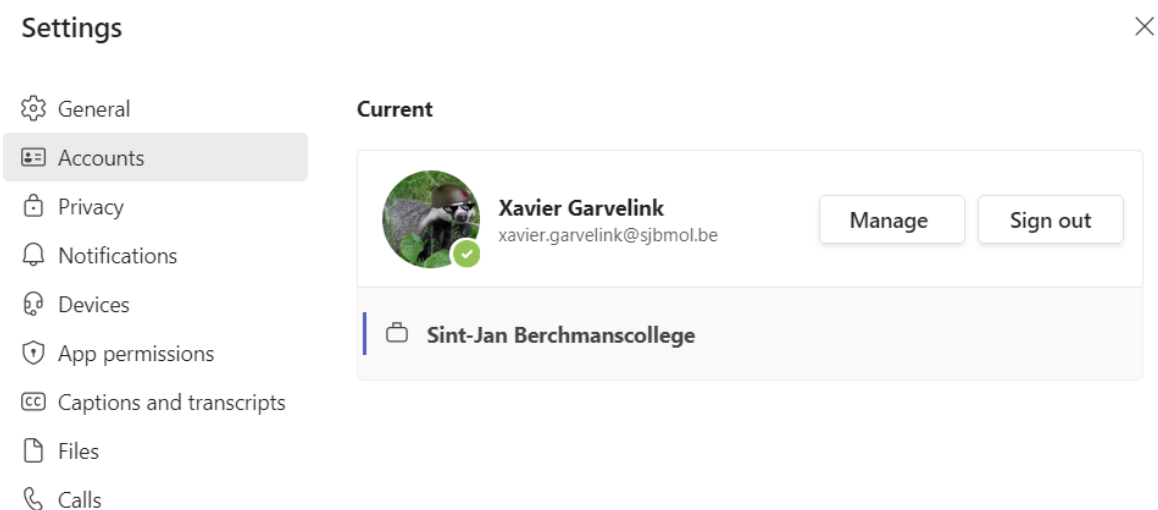 Settings
General
Accounts
Privacy
Notifications
Devices
App permissions
CC Captions and transcripts
Files
Calls
Current
Xavier Garvelink
xavier.garvelink@sjbmol.be
Manage
Sign out
Sint-Jan Berchmanscollege